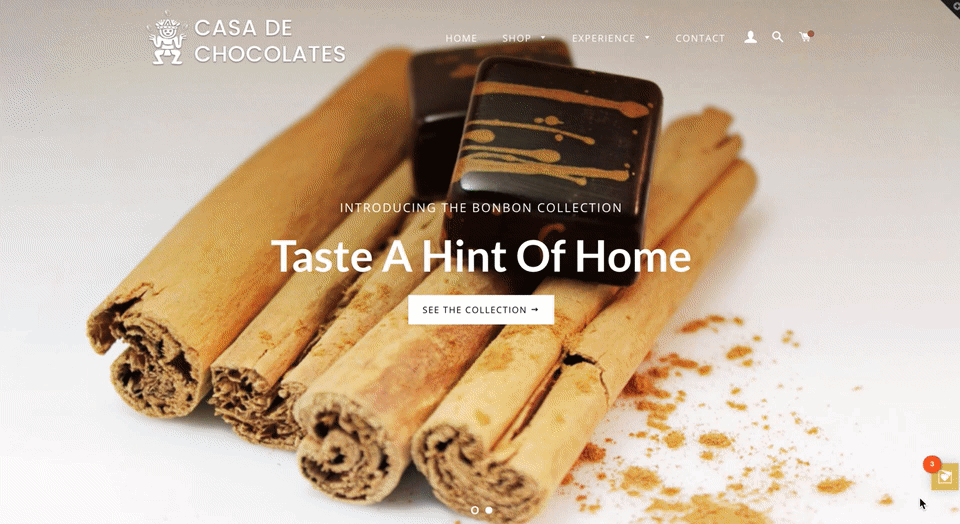 CASA DE
CHOCOLATES
HOME SHOP EXPERIENCE CONTACT
INTRODUCING THE BONBON COLLECTION
Taste A Hint Of Home
SEE THE COLLECTION →
3